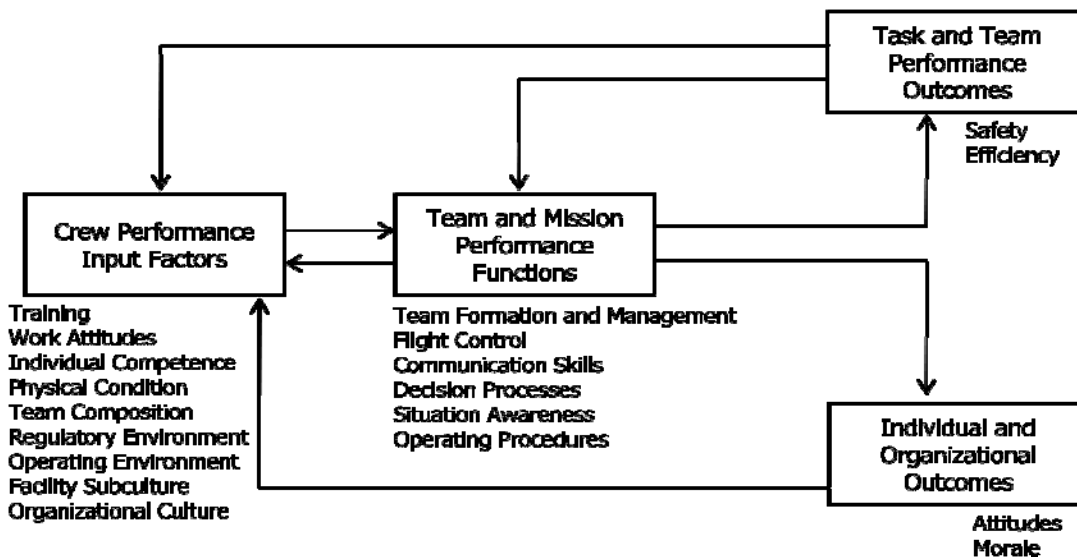 Task and Team
Performance
Outcomes
Safety
Efficiency
Crew Performance
Input Factors
Training
Work Attitudes
Individual Competence
Physical Condition
Team Composition
Regulatory Environment
Operating Environment
Facility Subculture
Organizational Culture
Team and Mission
Performance
Functions
Team Formation and Management
Flight Control
Communication Skills
Decision Processes
Situation Awareness
Operating Procedures
Individual and
Organizational
Outcomes
Attitudes
Morale